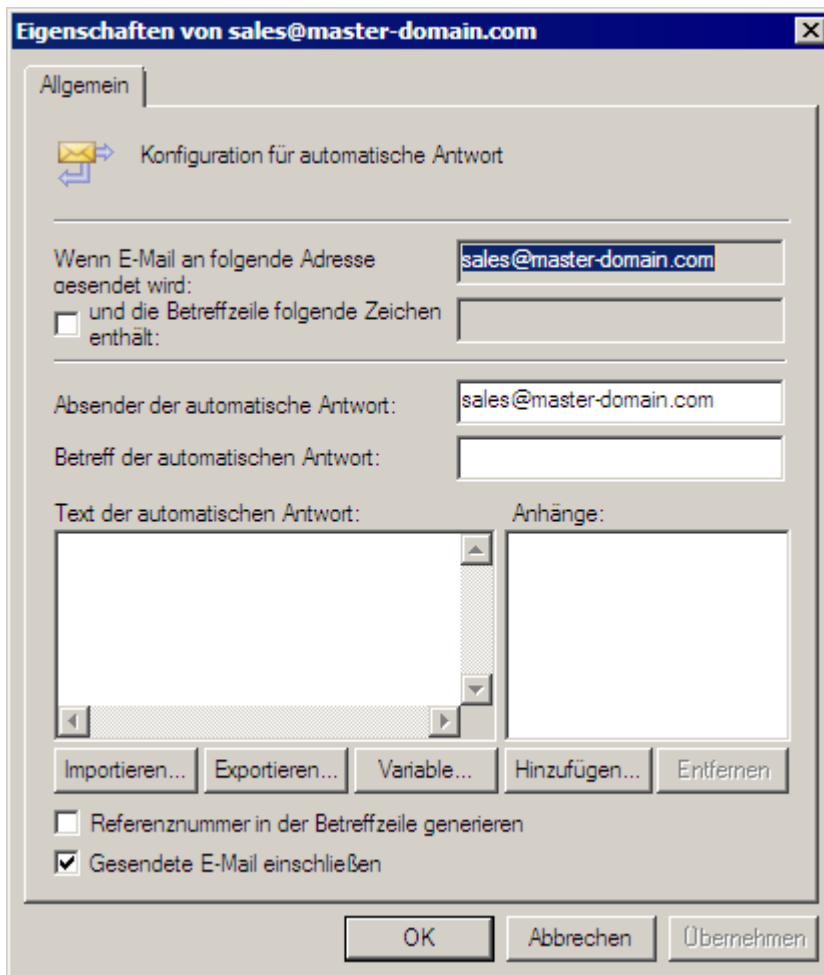 Eigenschaften von sales@master-domain.com
Allgemein
Konfiguration für automatische Antwort
Wenn E-Mail an folgende Adresse
gesendet wird:
sales@master-domain.com
und die Betreffzeile folgende Zeichen
enthält:
Absender der automatische Antwort:
sales@master-domain.com
Betreff der automatischen Antwort:
Text der automatischen Antwort:
Anhänge:
Importieren...
Exportieren...
Variable...
Hinzufügen...
Entfernen
Referenznummer in der Betreffzeile generieren
Gesendete E-Mail einschließen
OK
Abbrechen
Übernehmen